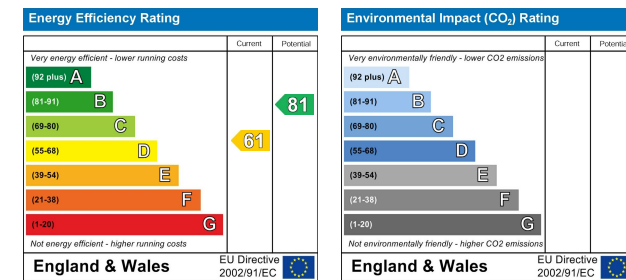 Energy Efficiency Rating
Current Potential
Very energy efficient - lower running costs
(92 plus) A
(81-91) B
81
(69-80) C
61
(55-68) D
(39-54) E
(21-38) F
(1-20) G
Not energy efficient - higher running costs
England & Wales
EU Directive
2002/91/EC
Environmental Impact (CO₂) Rating
Current Potential
Very environmentally friendly - lower CO2 emissions
(92 plus) A
(81-91) B
(69-80) C
(55-68) D
(39-54) E
(21-38) F
(1-20) G
Not environmentally friendly - higher CO2 emissions
England & Wales
EU Directive
2002/91/EC